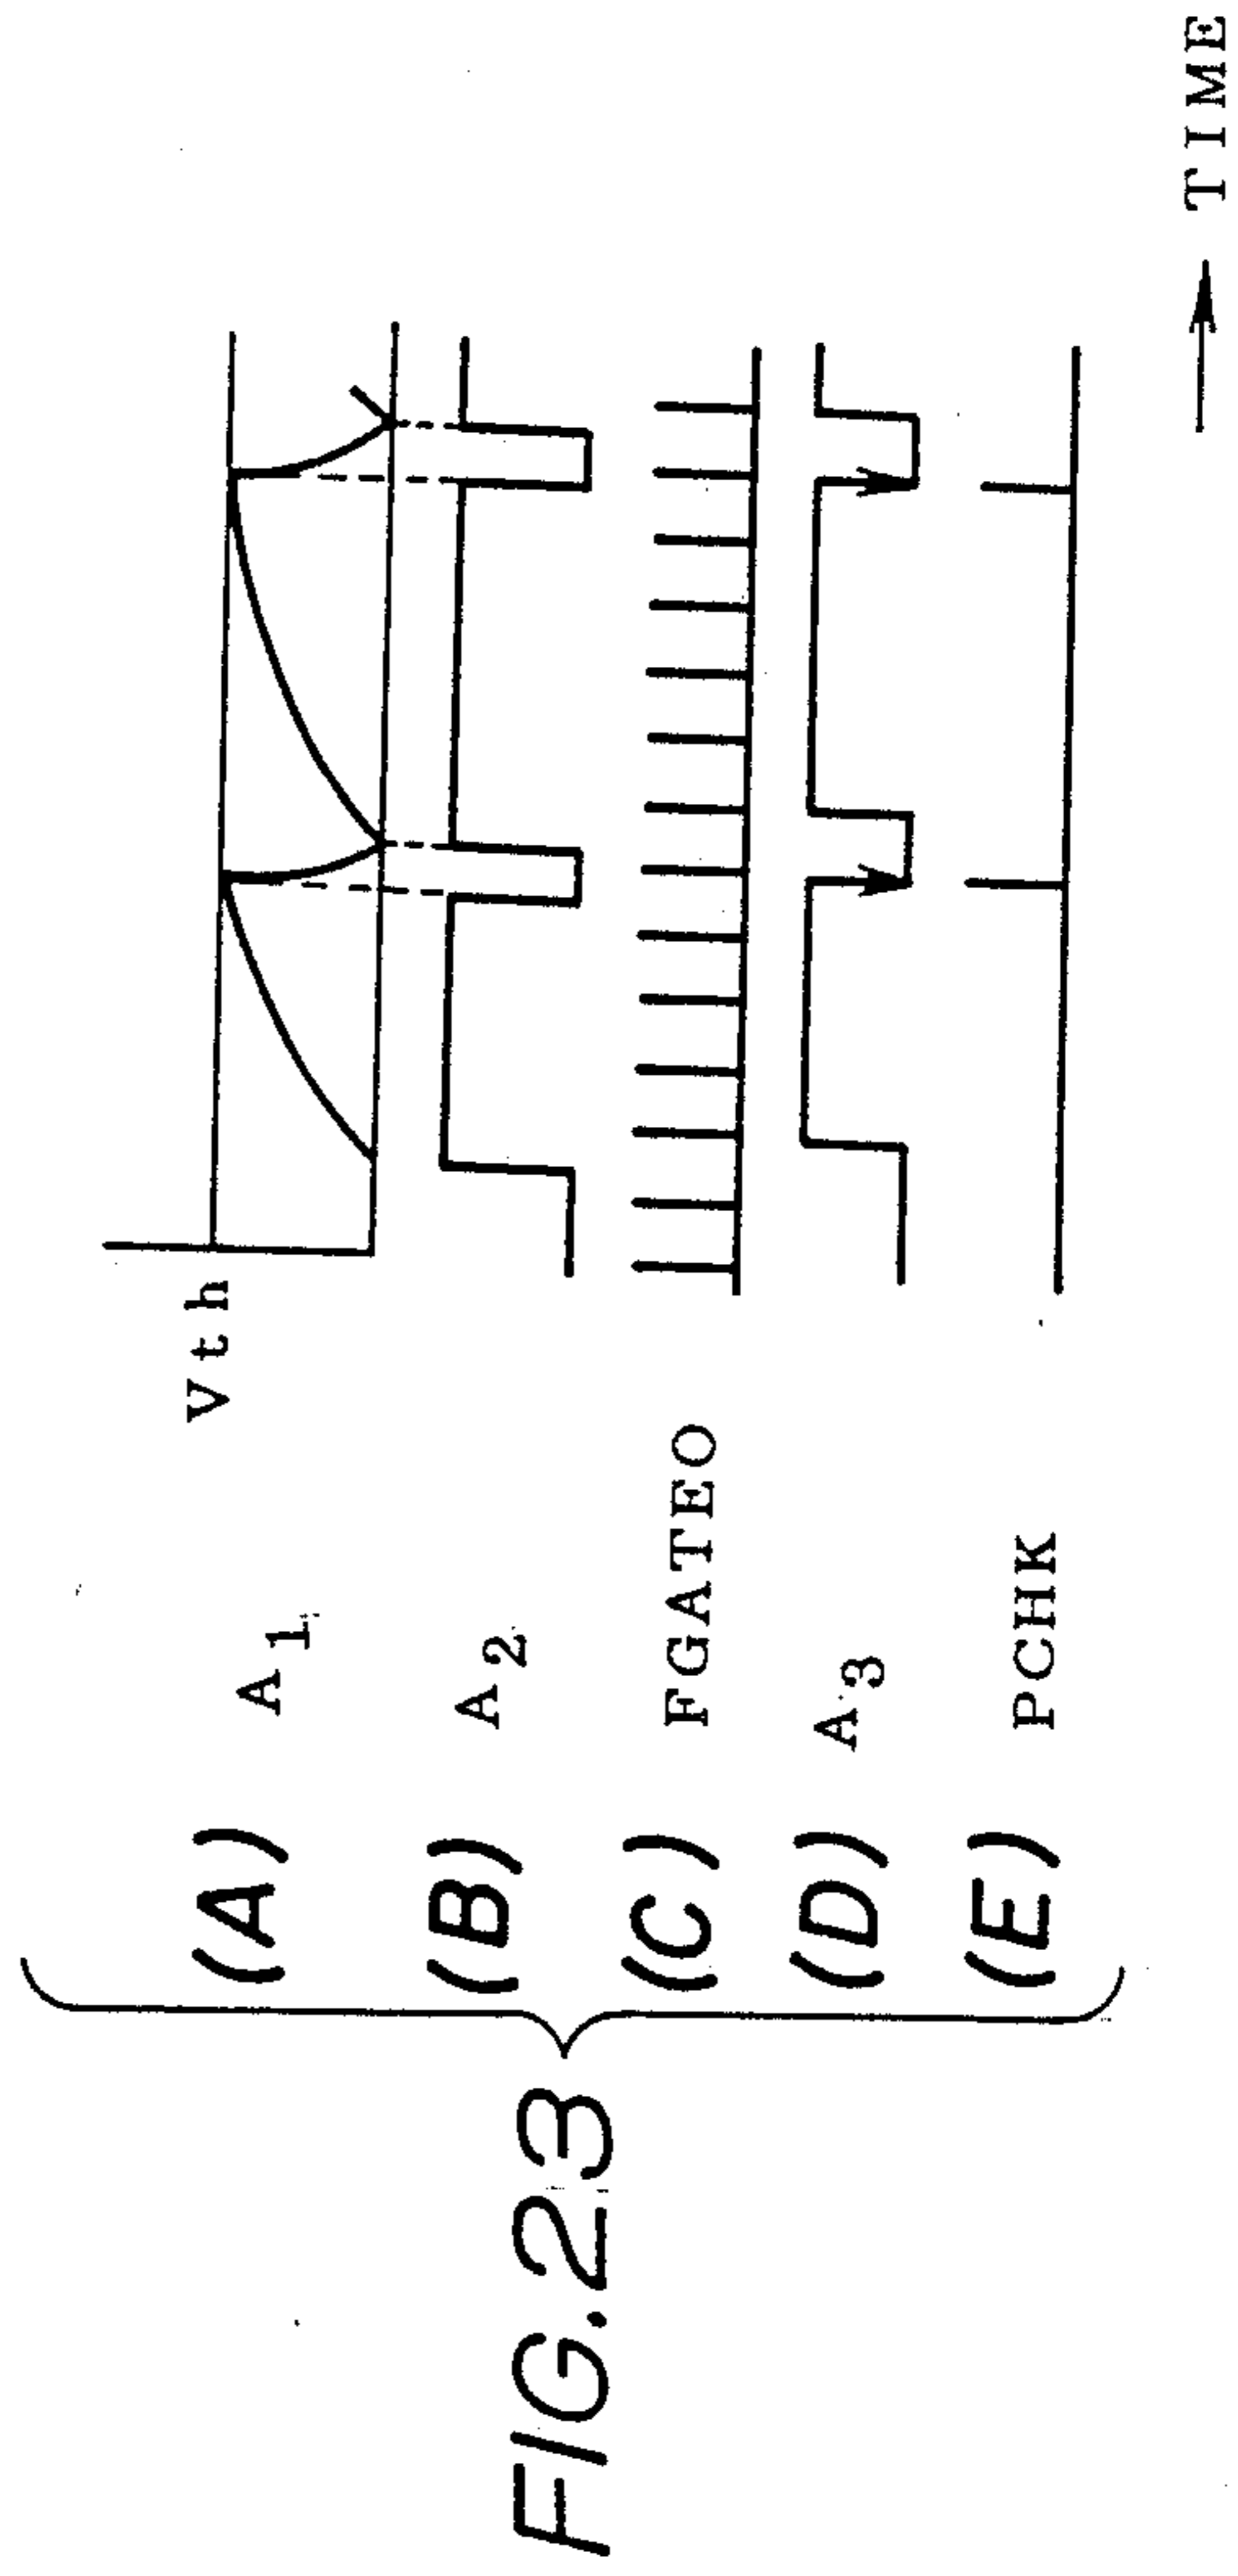 FIG.23
(A) A1 Vth
(B) A2
(C) FGATEO
(D) A3
(E) PCHK
TIME